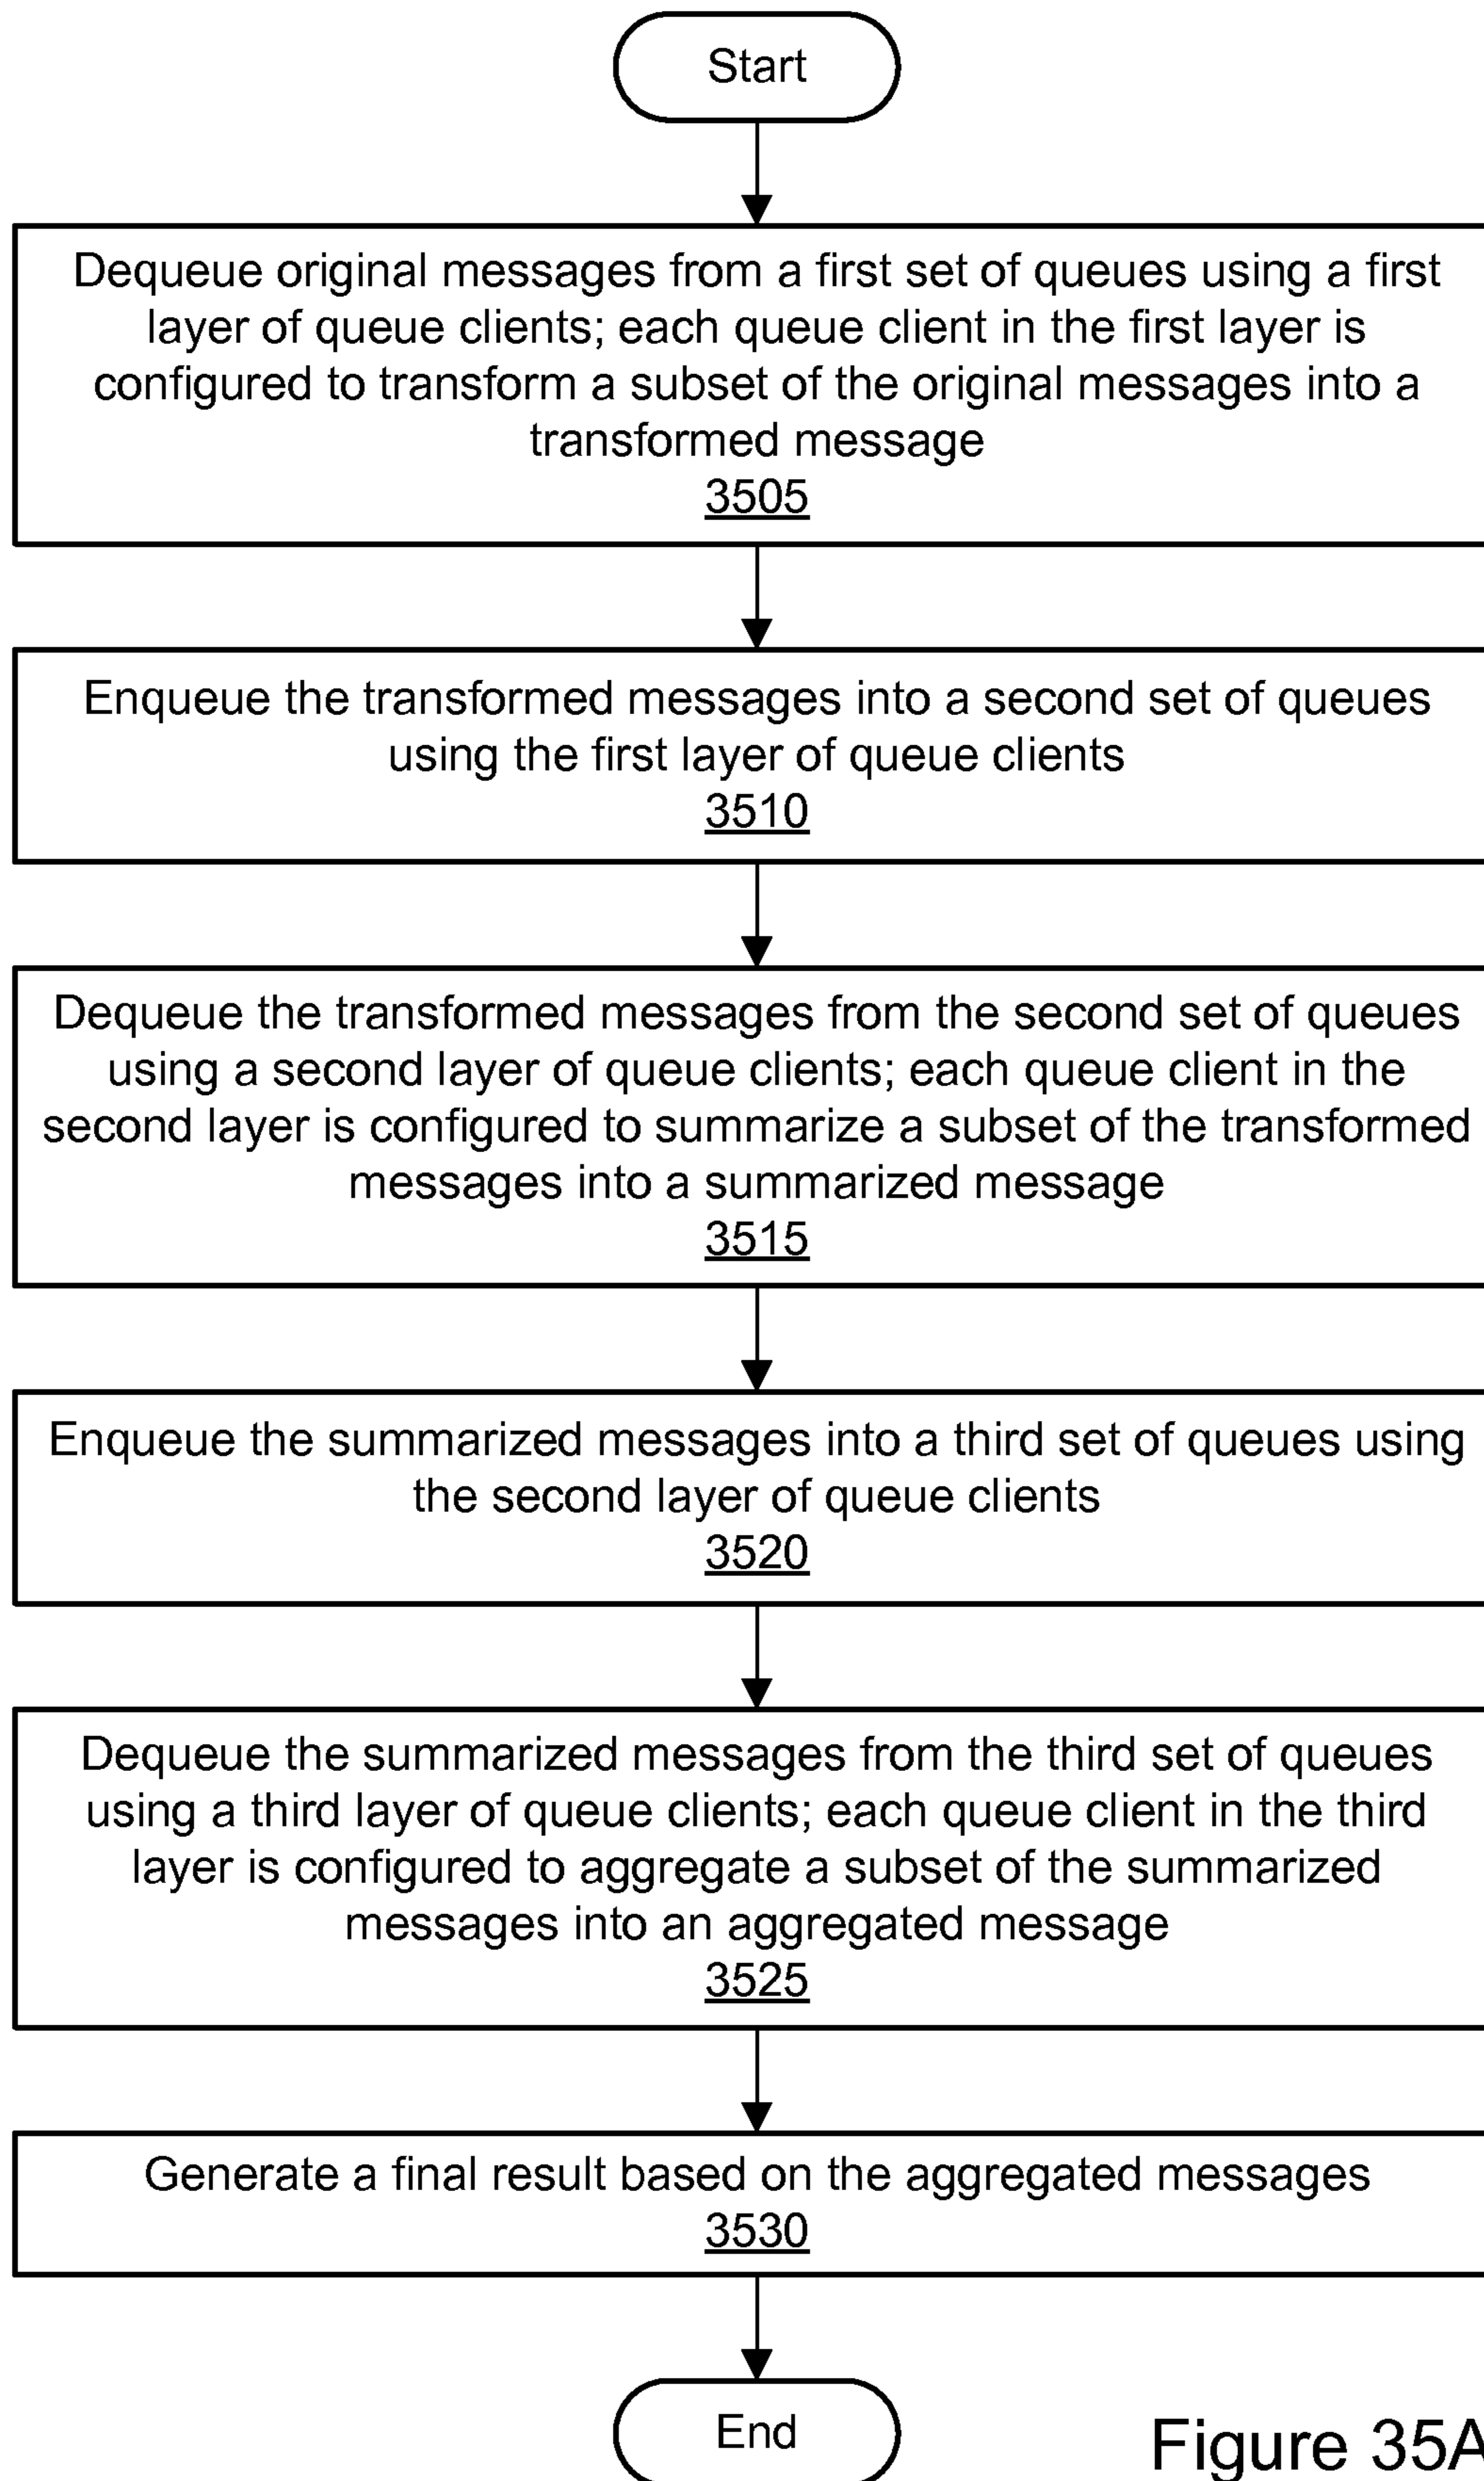 Start
Dequeue original messages from a first set of queues using a first
layer of queue clients; each queue client in the first layer is
configured to transform a subset of the original messages into a
transformed message
3505
Enqueue the transformed messages into a second set of queues
using the first layer of queue clients
3510
Dequeue the transformed messages from the second set of queues
using a second layer of queue clients; each queue client in the
second layer is configured to summarize a subset of the transformed
messages into a summarized message
3515
Enqueue the summarized messages into a third set of queues using
the second layer of queue clients
3520
Dequeue the summarized messages from the third set of queues
using a third layer of queue clients; each queue client in the third
layer is configured to aggregate a subset of the summarized
messages into an aggregated message
3525
Generate a final result based on the aggregated messages
3530
End
Figure 35A